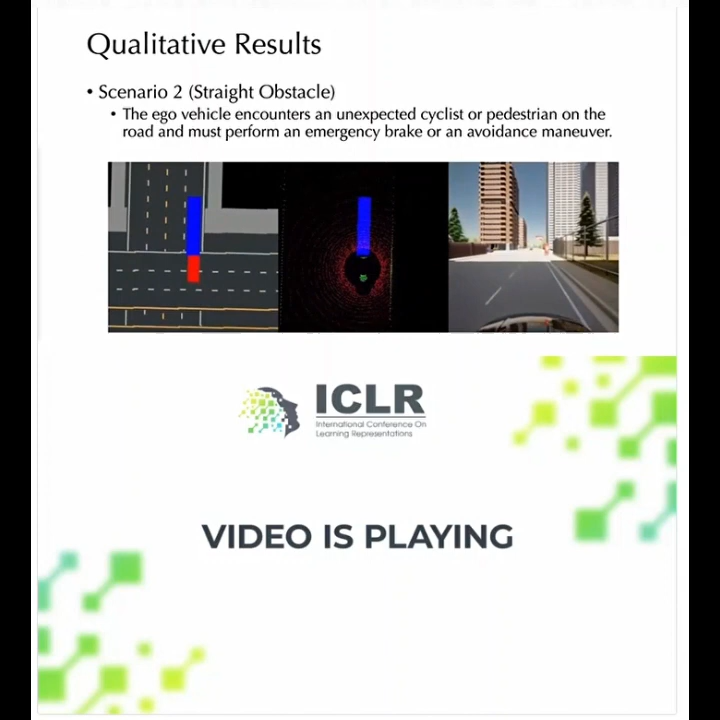 Qualitative Results
• Scenario 2 (Straight Obstacle)
• The ego vehicle encounters an unexpected cyclist or pedestrian on the
road and must perform an emergency brake or an avoidance maneuver.
ICLR
International Conference On
Learning Representations
VIDEO IS PLAYING